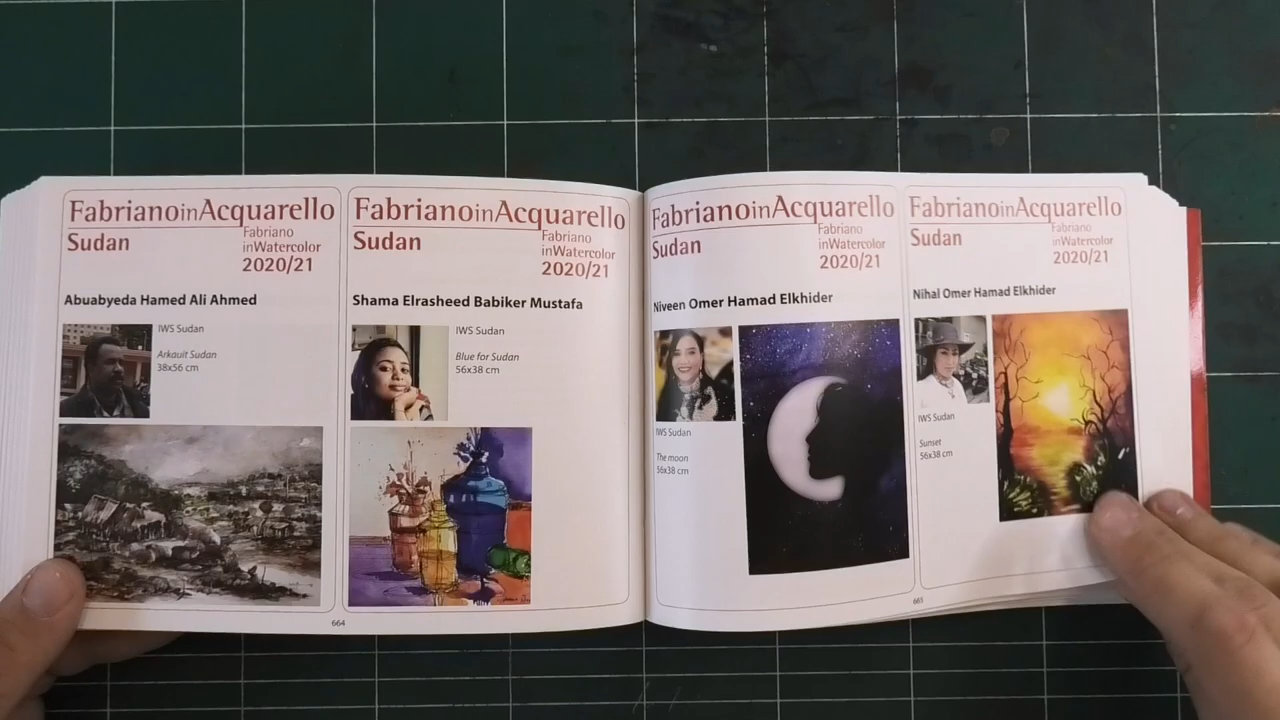 FabrianoinAcquarello
Sudan
Fabriano
inWatercolor
2020/21
Abuabyeda Hamed Ali Ahmed
IWS Sudan
Arkauit Sudan
38x56 cm
FabrianoinAcquarello
Sudan
Fabriano
inWatercolor
2020/21
Shama Elrasheed Babiker Mustafa
IWS Sudan
Blue for Sudan
56x38 cm
664
FabrianoinAcquarello
Sudan
Fabriano
inWatercolor
2020/21
Niveen Omer Hamad Elkhider
IWS Sudan
The moon
56x38 cm
FabrianoinAcquarello
Sudan
Fabriano
inWatercolor
2020/21
Nihal Omer Hamad Elkhider
IWS Sudan
Sunset
56x38 cm
665